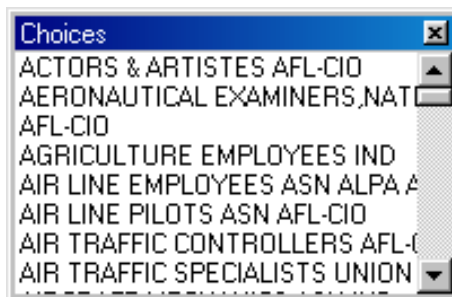 Choices
ACTORS & ARTISTES AFL-CIO
AERONAUTICAL EXAMINERS,NAT
AFL-CIO
AGRICULTURE EMPLOYEES IND
AIR LINE EMPLOYEES ASN ALPA A
AIR LINE PILOTS ASN AFL-CIO
AIR TRAFFIC CONTROLLERS AFL-
AIR TRAFFIC SPECIALISTS UNION